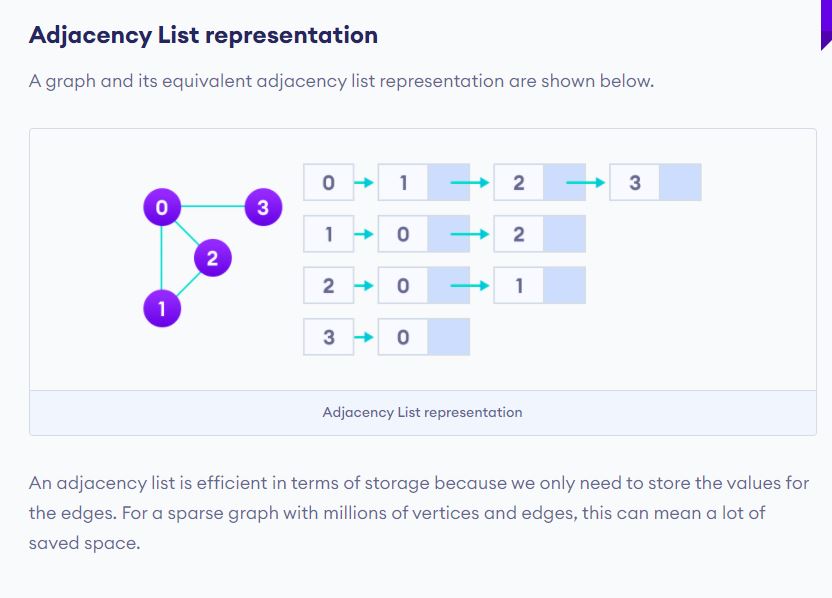 Adjacency List representation
A graph and its equivalent adjacency list representation are shown below.
0 3
2
1
0 1 2 3
1 0 2
2 0 1
3 0
Adjacency List representation
An adjacency list is efficient in terms of storage because we only need to store the values for
the edges. For a sparse graph with millions of vertices and edges, this can mean a lot of
saved space.